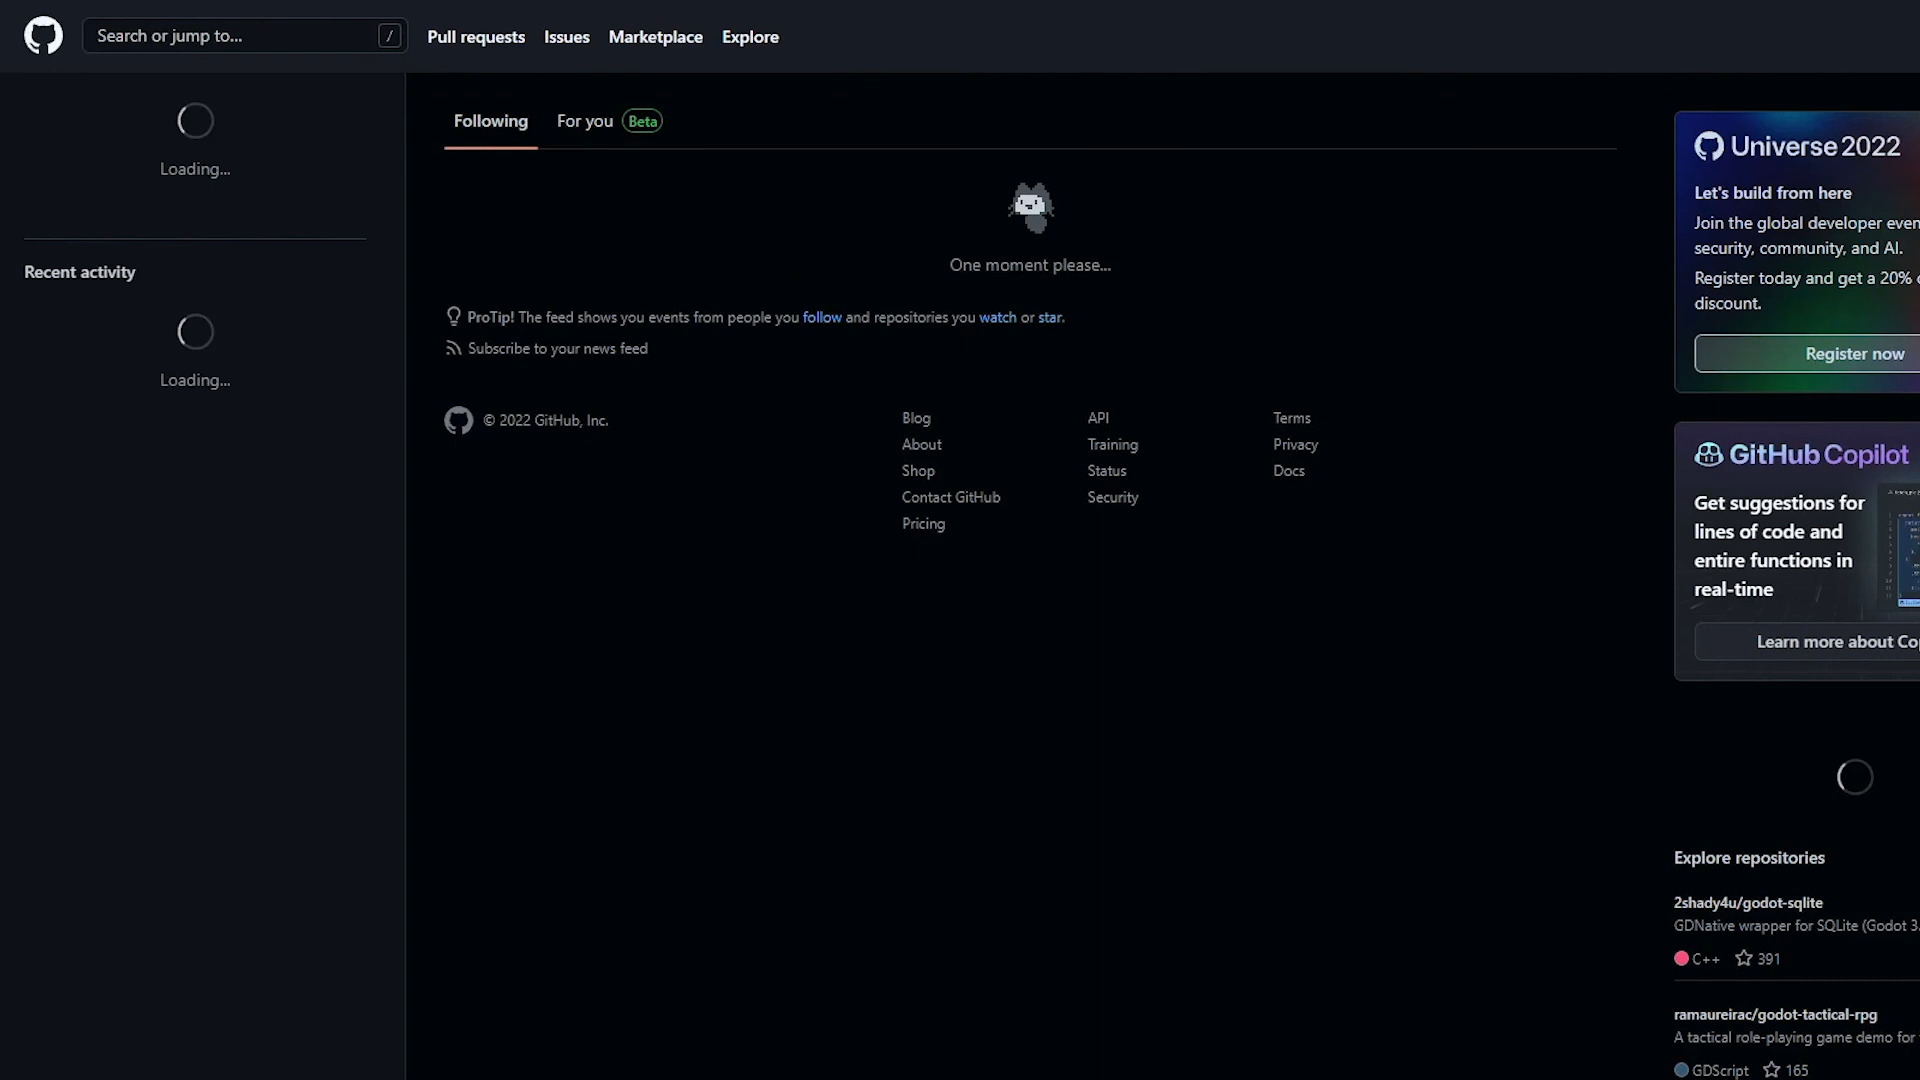 Search or jump to...
/
Pull requests
Issues
Marketplace
Explore
Loading...
Recent activity
Loading...
Following
For you
Beta
One moment please...
ProTip! The feed shows you events from people you follow and repositories you watch or star.
Subscribe to your news feed
© 2022 GitHub, Inc.
Blog
About
Shop
Contact GitHub
Pricing
API
Training
Status
Security
Terms
Privacy
Docs
Universe2022
Let's build from here
Join the global developer even
security, community, and AI.
Register today and get a 20%
discount.
Register now
GitHub Copilot
Get suggestions for
lines of code and
entire functions in
real-time
Learn more about Co
Explore repositories
2shady4u/godot-sqlite
GDNative wrapper for SQLite (Godot 3.
C++
391
ramaureirac/godot-tactical-rpg
A tactical role-playing game demo for
GDScript
165